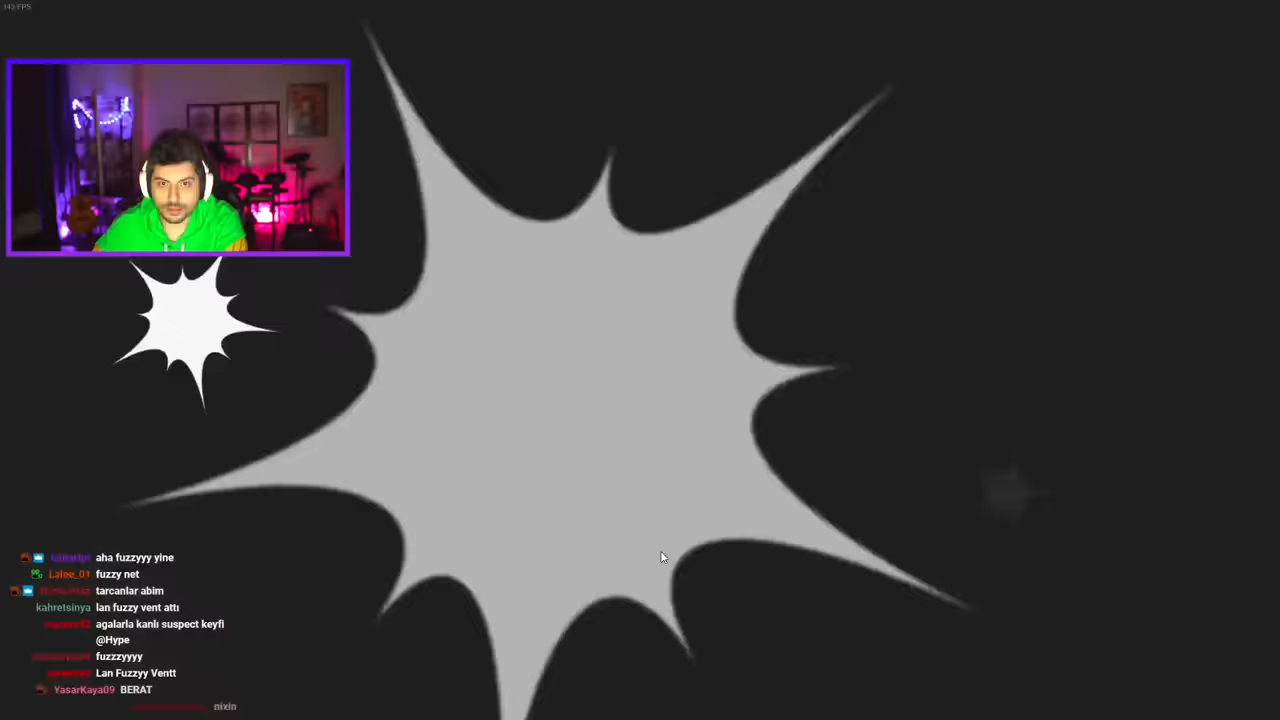 143 FPS
aha fuzzyyy yine
Lalee_01 fuzzy net
tarcanlar abim
kahretsinya lan fuzzy vent attı
agalarla kanlı suspect keyfi
@Hype
fuzzzyyyy
Lan Fuzzyy Ventt
YasarKaya09 BERAT
nixin